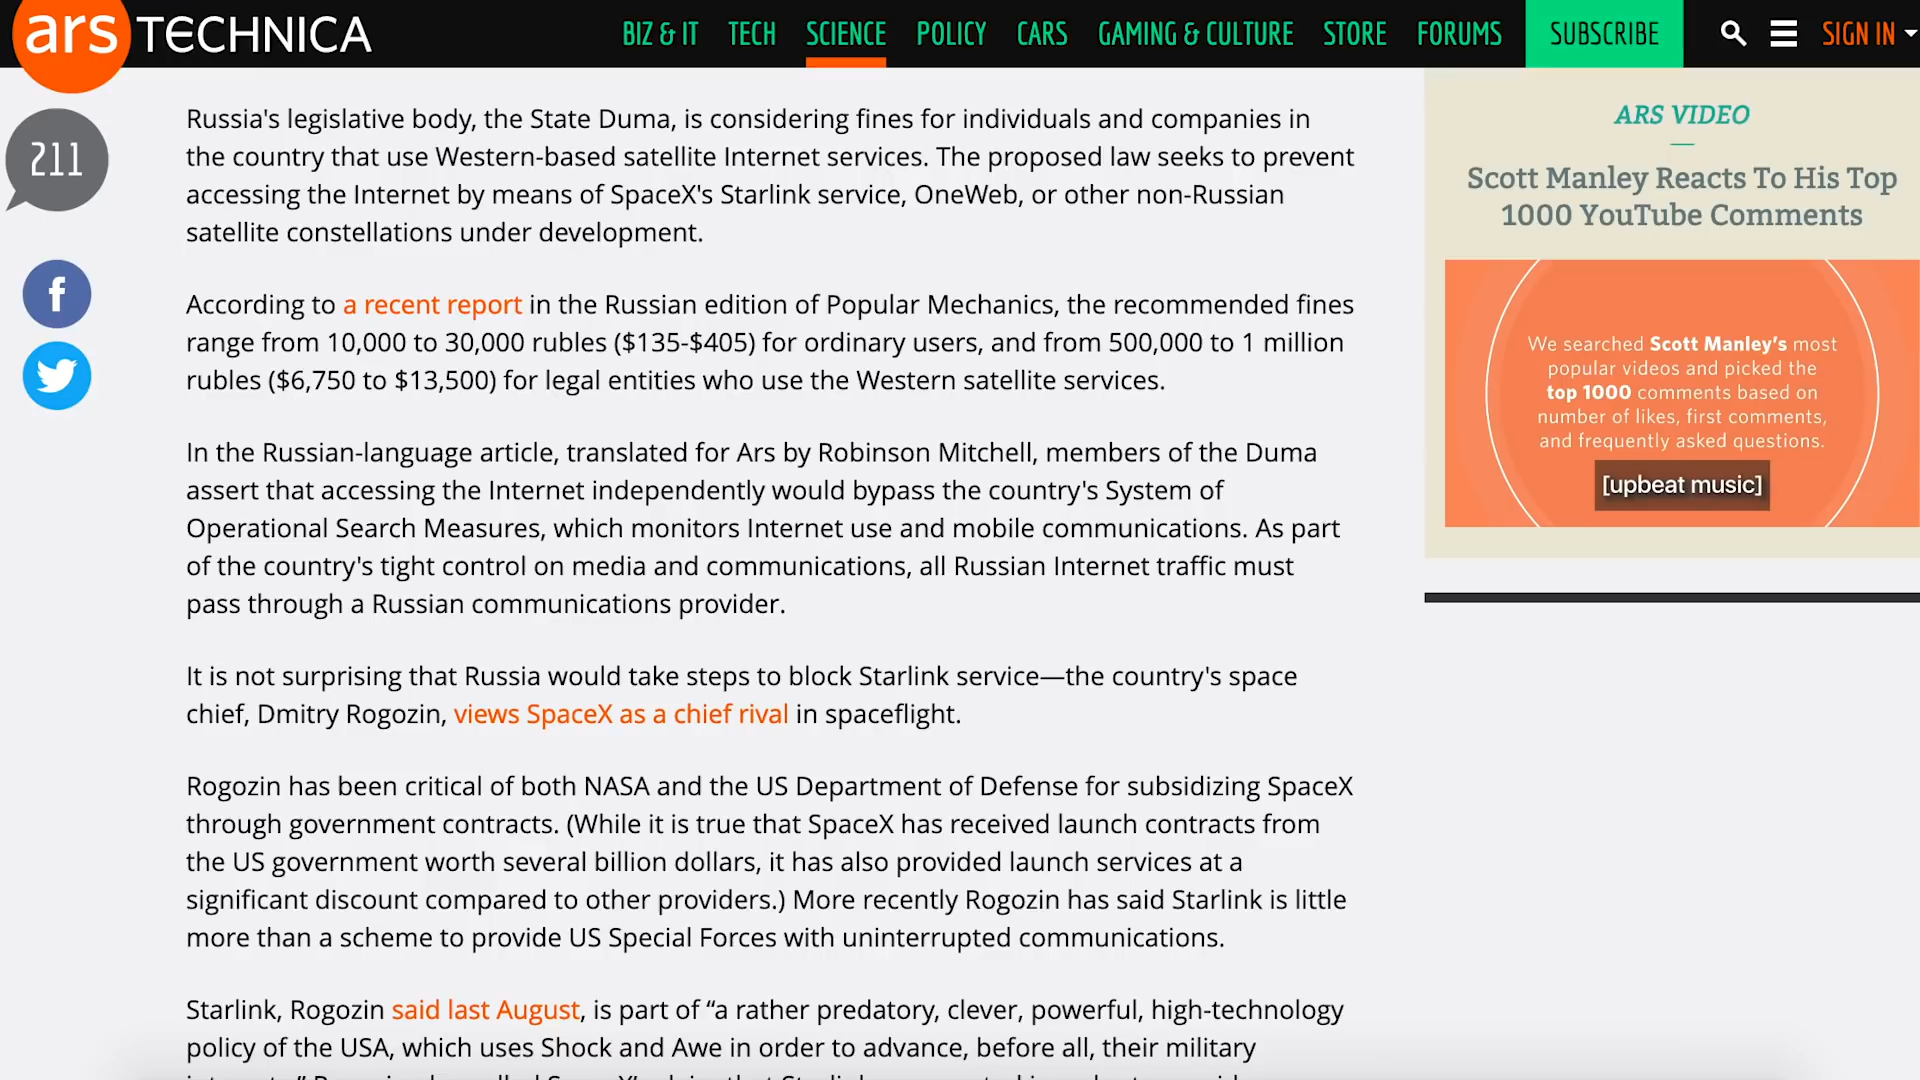 ars TECHNICA
BIZ & IT TECH SCIENCE POLICY CARS GAMING & CULTURE STORE FORUMS SUBSCRIBE SIGN IN
211
Russia's legislative body, the State Duma, is considering fines for individuals and companies in
the country that use Western-based satellite Internet services. The proposed law seeks to prevent
accessing the Internet by means of SpaceX's Starlink service, OneWeb, or other non-Russian
satellite constellations under development.
According to a recent report in the Russian edition of Popular Mechanics, the recommended fines
range from 10,000 to 30,000 rubles ($135-$405) for ordinary users, and from 500,000 to 1 million
rubles ($6,750 to $13,500) for legal entities who use the Western satellite services.
In the Russian-language article, translated for Ars by Robinson Mitchell, members of the Duma
assert that accessing the Internet independently would bypass the country's System of
Operational Search Measures, which monitors Internet use and mobile communications. As part
of the country's tight control on media and communications, all Russian Internet traffic must
pass through a Russian communications provider.
It is not surprising that Russia would take steps to block Starlink service—the country's space
chief, Dmitry Rogozin, views SpaceX as a chief rival in spaceflight.
Rogozin has been critical of both NASA and the US Department of Defense for subsidizing SpaceX
through government contracts. (While it is true that SpaceX has received launch contracts from
the US government worth several billion dollars, it has also provided launch services at a
significant discount compared to other providers.) More recently Rogozin has said Starlink is little
more than a scheme to provide US Special Forces with uninterrupted communications.
Starlink, Rogozin said last August, is part of “a rather predatory, clever, powerful, high-technology
policy of the USA, which uses Shock and Awe in order to advance, before all, their military
ARS VIDEO
Scott Manley Reacts To His Top
1000 YouTube Comments
We searched Scott Manley's most
popular videos and picked the
top 1000 comments based on
number of likes, first comments,
and frequently asked questions.
[upbeat music]